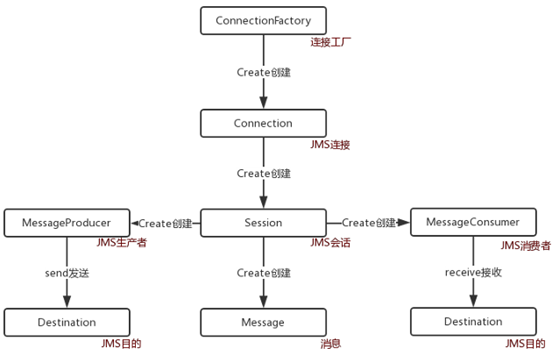 ConnectionFactory
连接工厂
Create创建
Connection
JMS连接
Create创建
MessageProducer
Create创建
Session
Create创建
MessageConsumer
JMS生产者
JMS会话
JMS消费者
send发送
Create创建
receive接收
Destination
Message
Destination
JMS目的
消息
JMS目的